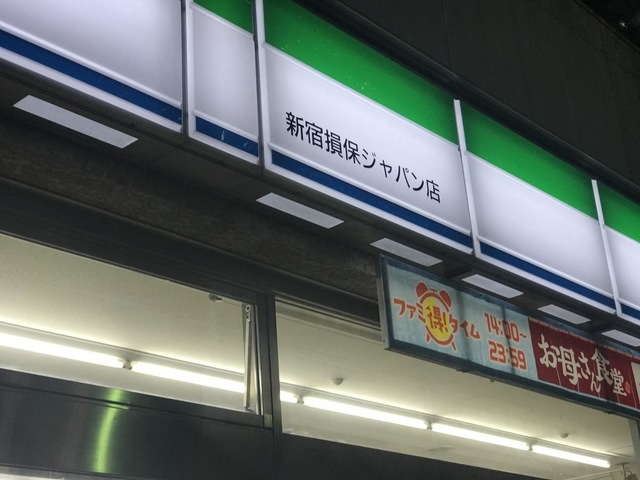 新宿損保ジャパン店
ファミ得!タイム
14:00~
23:59
お母さん食堂